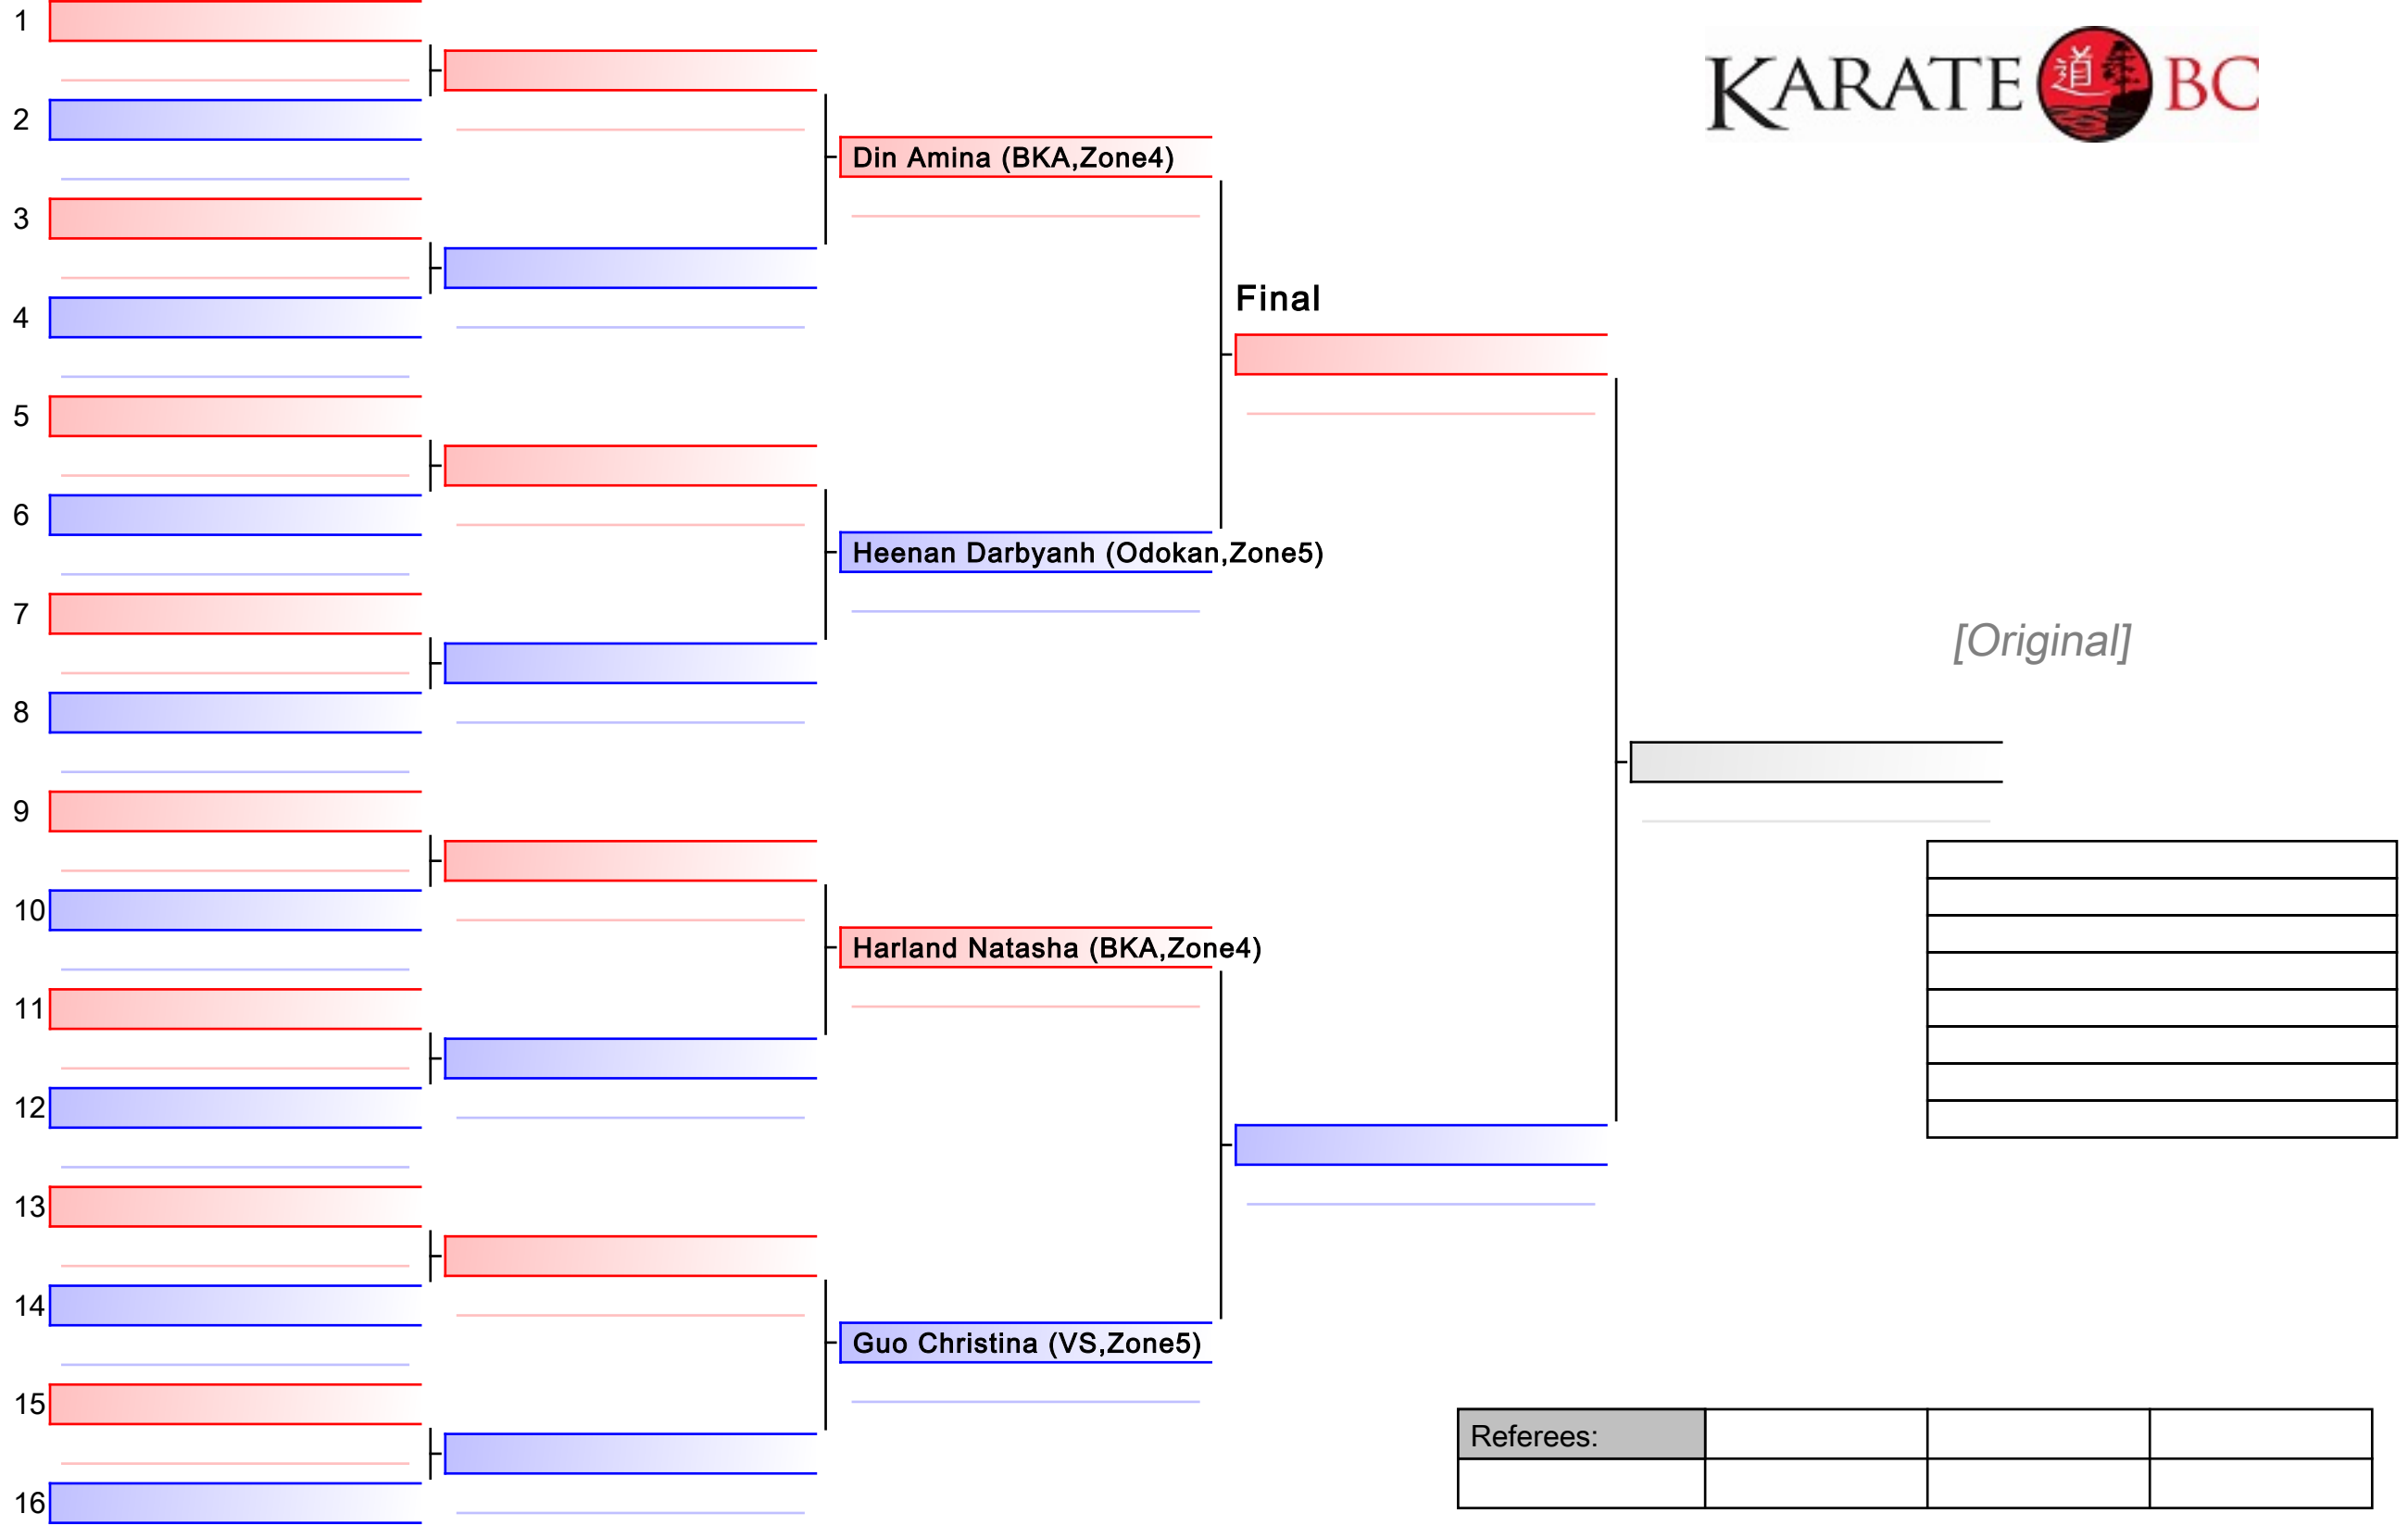 1
2
3
4
5
6
7
8
9
10
11
12
13
14
15
16
Din Amina (BKA,Zone4)
Heenan Darbyanh (Odokan,Zone5)
Harland Natasha (BKA,Zone4)
Guo Christina (VS,Zone5)
Final
KARATE 道 BC
[Original]
Referees: